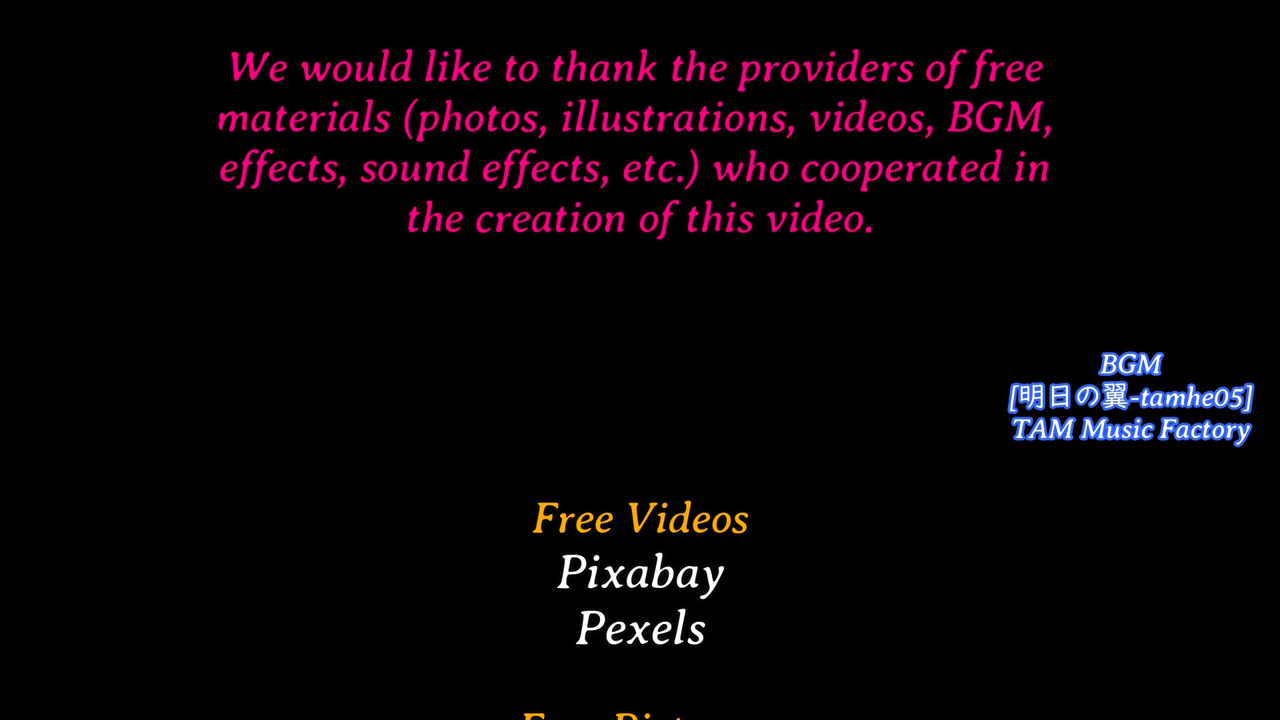 We would like to thank the providers of free
materials (photos, illustrations, videos, BGM,
effects, sound effects, etc.) who cooperated in
the creation of this video.
BGM
[明日の翼-tamhe05]
TAM Music Factory
Free Videos
Pixabay
Pexels